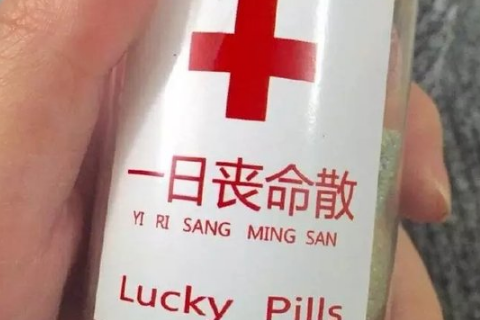 一日丧命散
YI RI SANG MING SAN
Lucky Pills